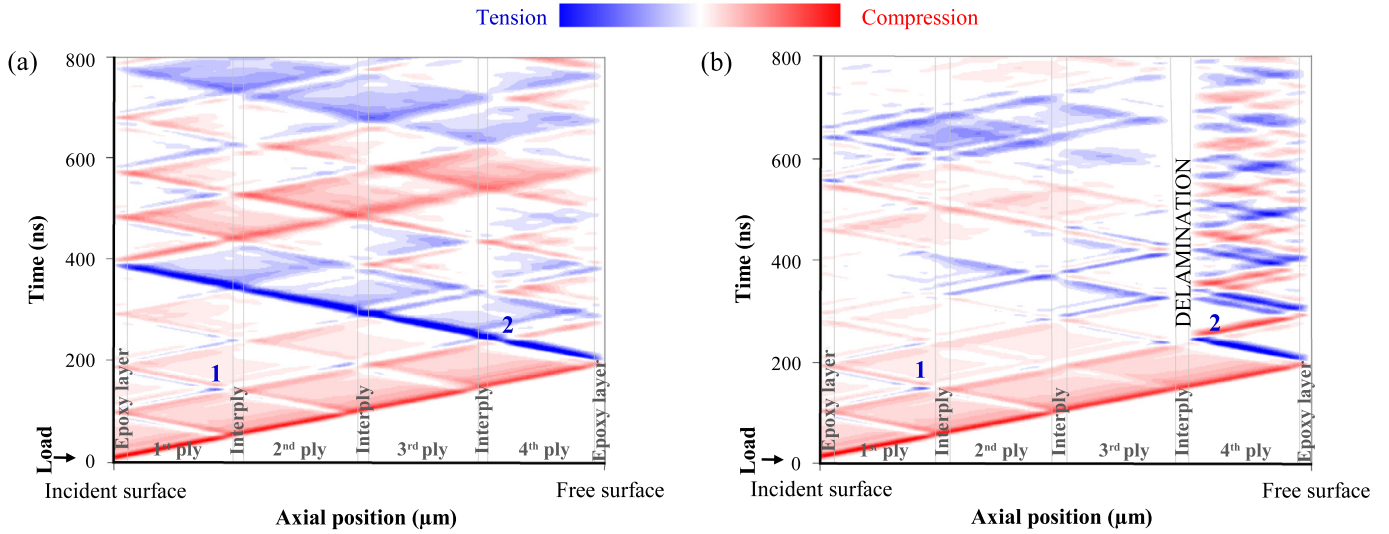 Tension Compression
(a)
800
600
400
200
0
Time (ns)
Load
Epoxy layer
1st ply
Interply
2nd ply
Interply
3rd ply
Interply
4th ply
Epoxy layer
1
2
Incident surface
Free surface
Axial position (µm)
(b)
800
600
400
200
0
Time (ns)
Load
Epoxy layer
1st ply
Interply
2nd ply
Interply
3rd ply
Interply
4th ply
Epoxy layer
1
2
DELAMINATION
Incident surface
Free surface
Axial position (µm)